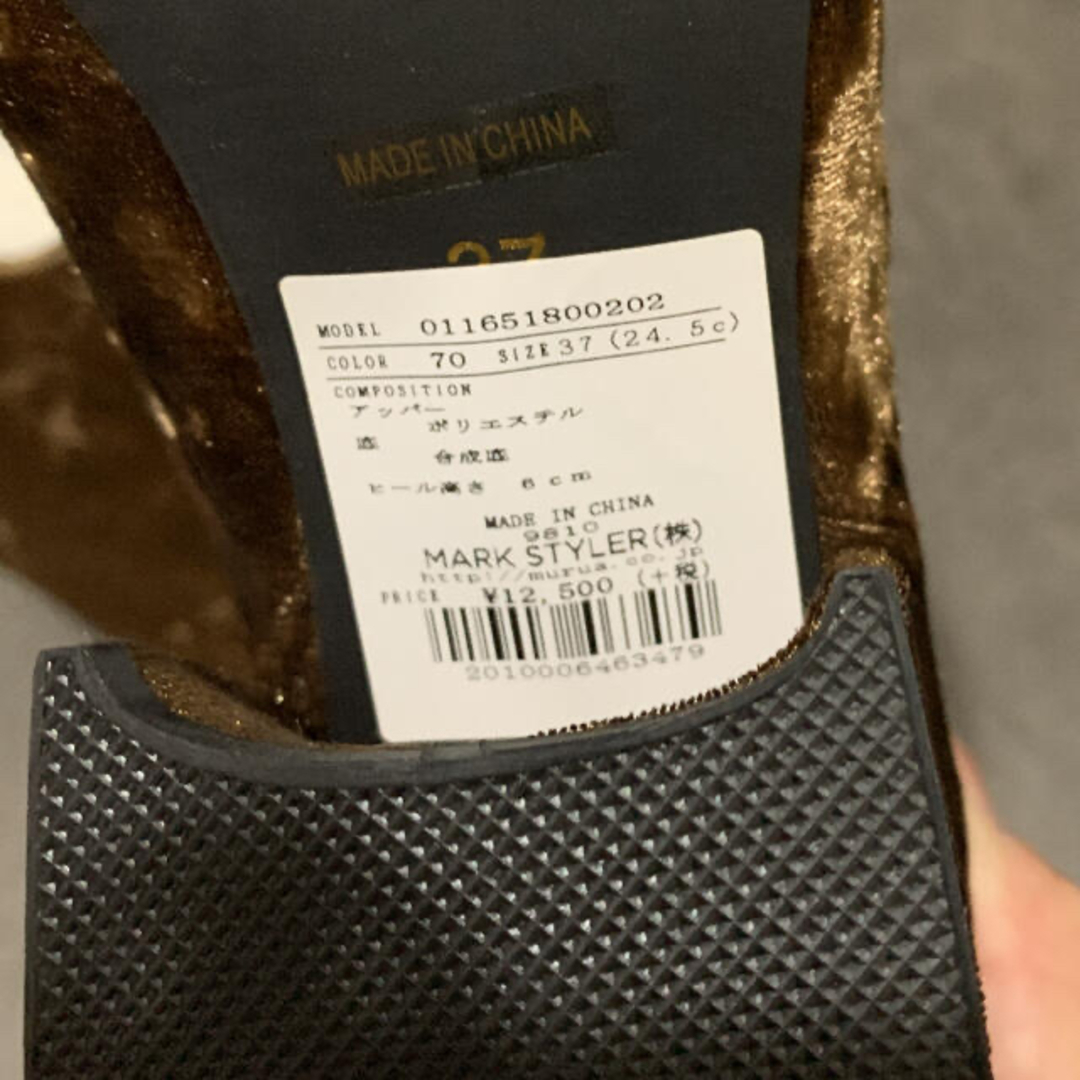 MADE IN CHINA
37
MODEL 011651800202
COLOR 70 SIZE 37 (24. 5c)
COMPOSITION
アッパー
ポリエステル
底
合成底
ヒール高さ 6cm
MADE IN CHINA
9810
MARK STYLER(株)
http://murua.co.jp
PRICE ¥12,500 (+税)
2010006463479